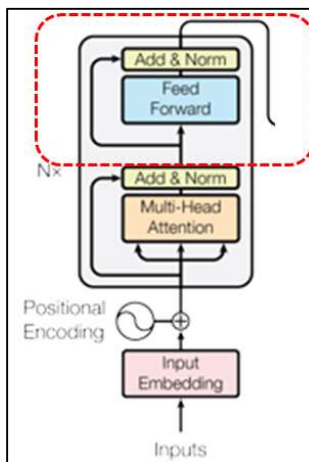 Add & Norm
Feed
Forward
N×
Add & Norm
Multi-Head
Attention
Positional
Encoding
Input
Embedding
Inputs